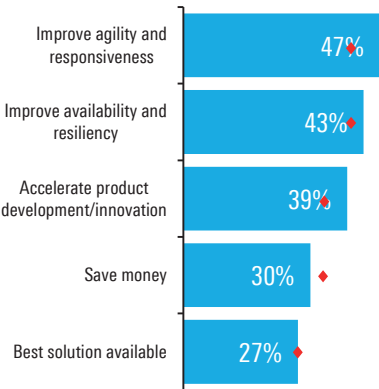 Improve agility and
responsiveness
47%
Improve availability and
resiliency
43%
Accelerate product
development/innovation
39%
Save money
30%
Best solution available
27%